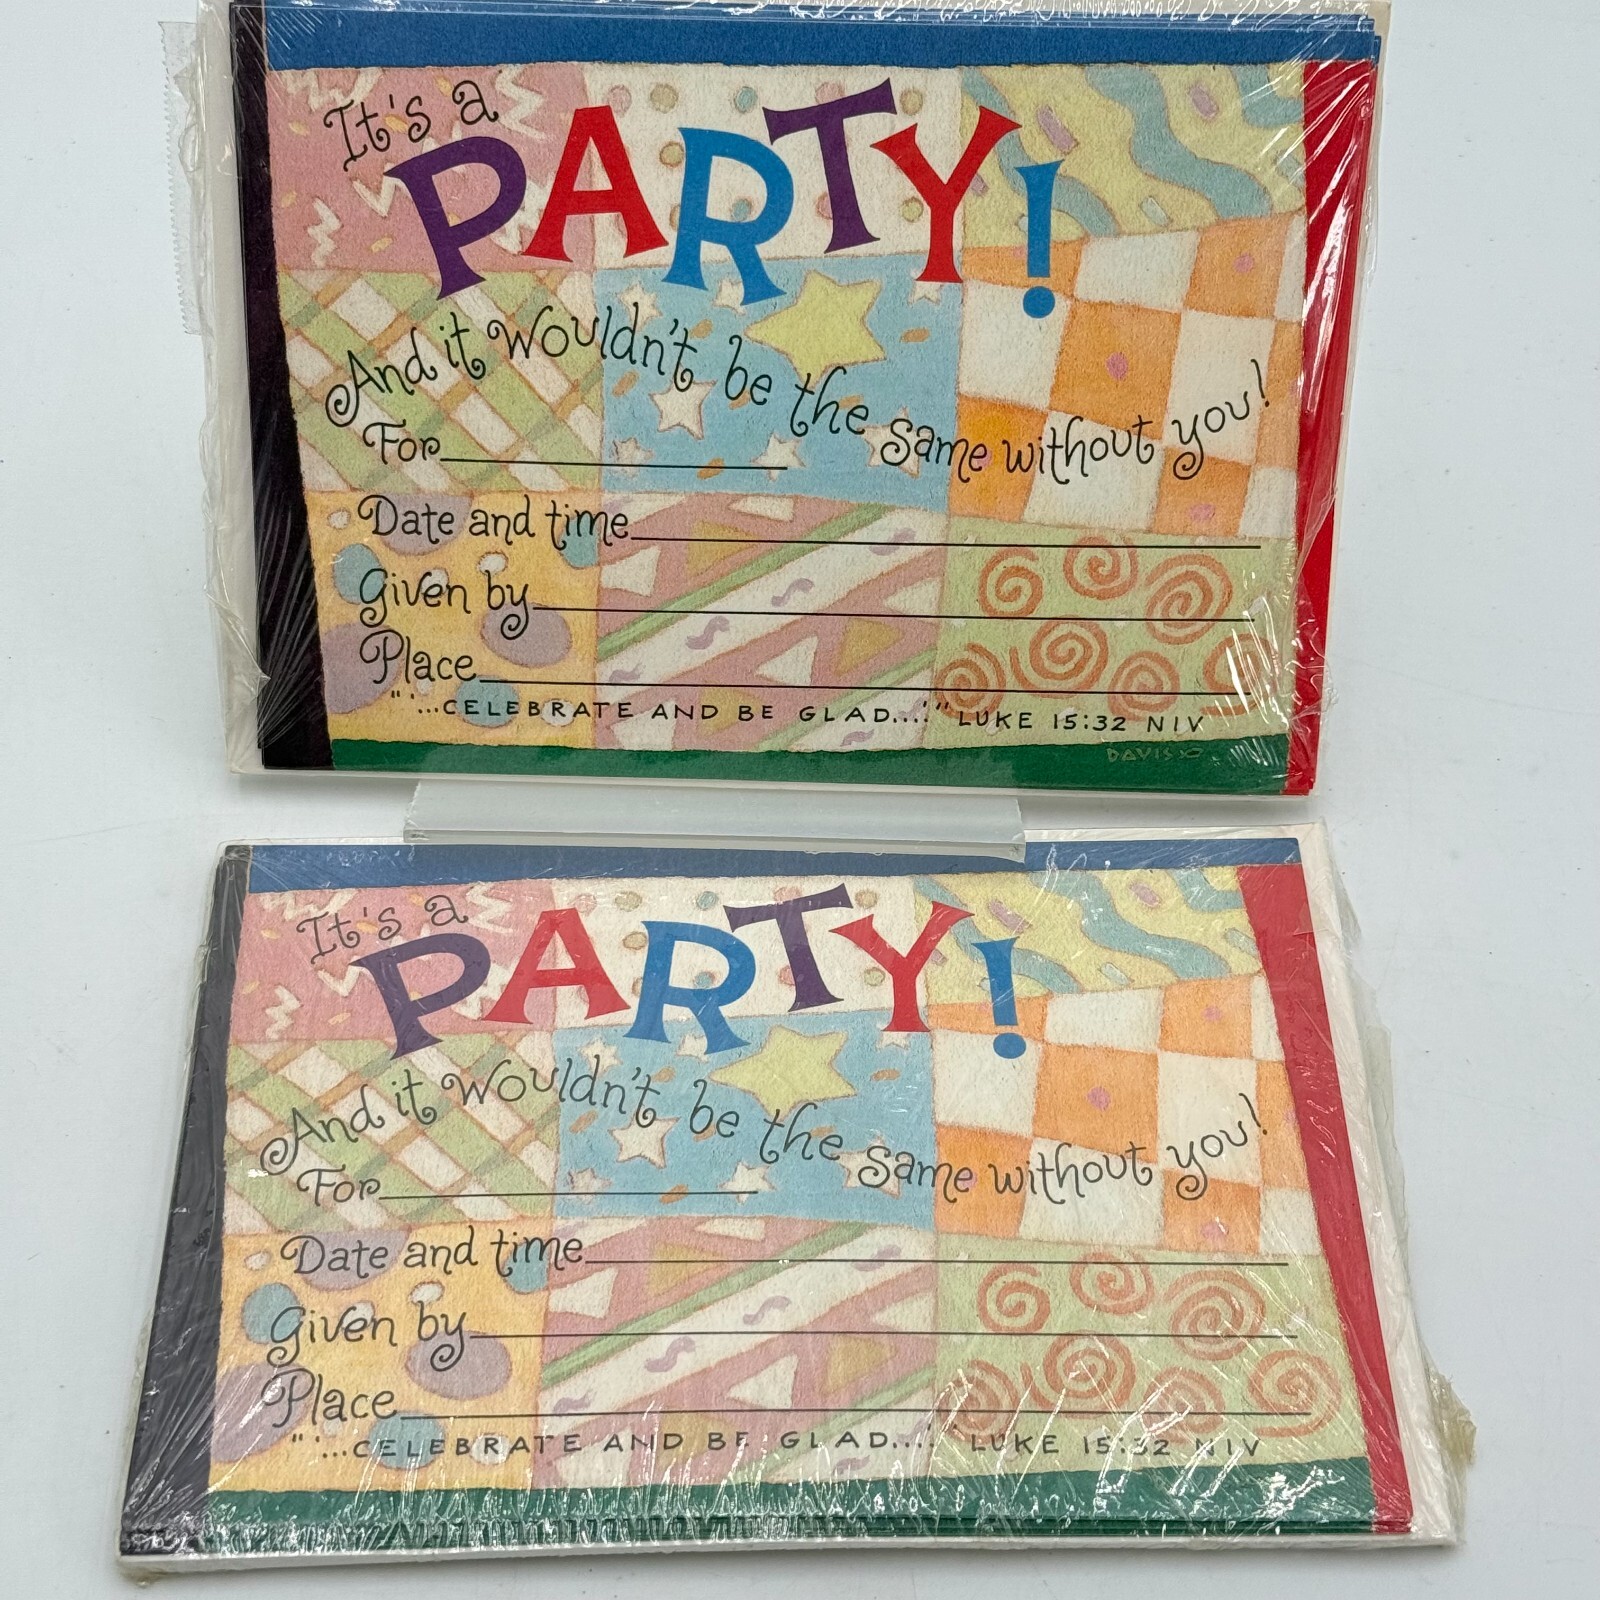 It's a
PARTY!
And it wouldn't be the same without you!
For
Date and time
Given by
Place
"'...CELEBRATE AND BE GLAD...'" LUKE 15:32 NIV
DAVIS
It's a
PARTY!
And it wouldn't be the same without you!
For
Date and time
Given by
Place
"'...CELEBRATE AND BE GLAD...' LUKE 15:32 NIV